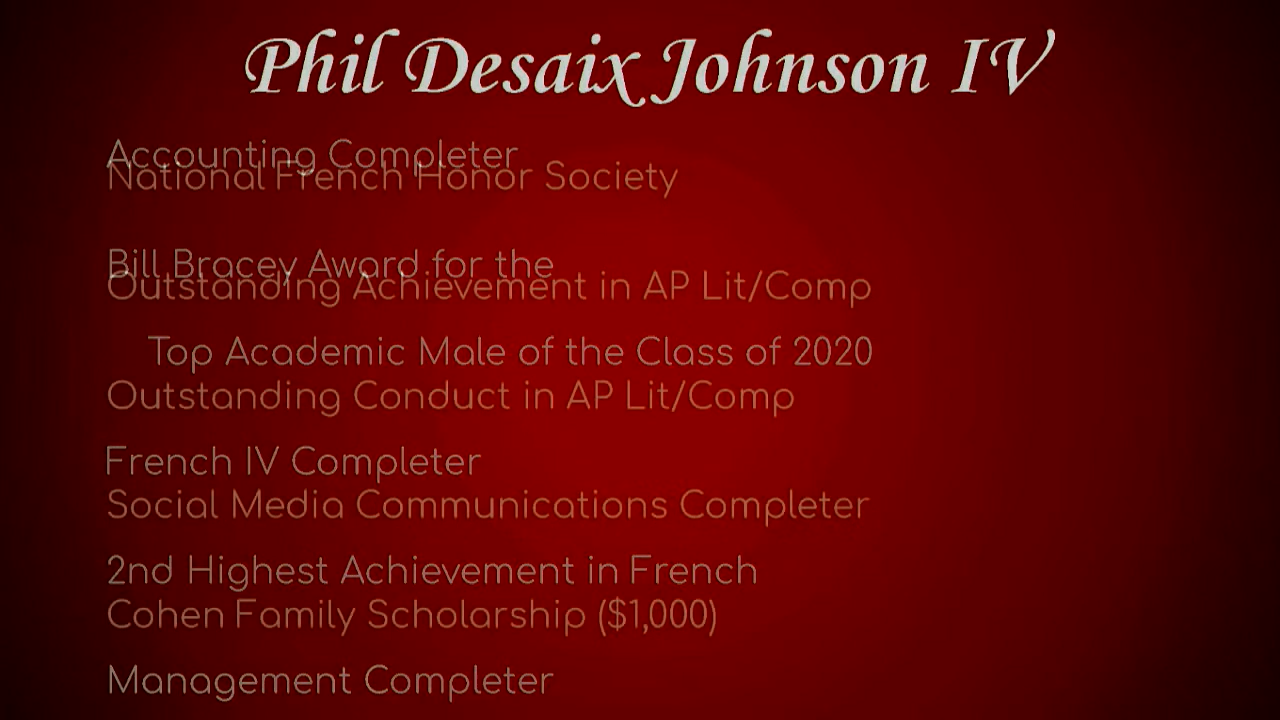 Phil Desaix Johnson IV
Accounting Completer
National French Honor Society
Bill Bracey Award for the
Outstanding Achievement in AP Lit/Comp
Top Academic Male of the Class of 2020
Outstanding Conduct in AP Lit/Comp
French IV Completer
Social Media Communications Completer
2nd Highest Achievement in French
Cohen Family Scholarship ($1,000)
Management Completer